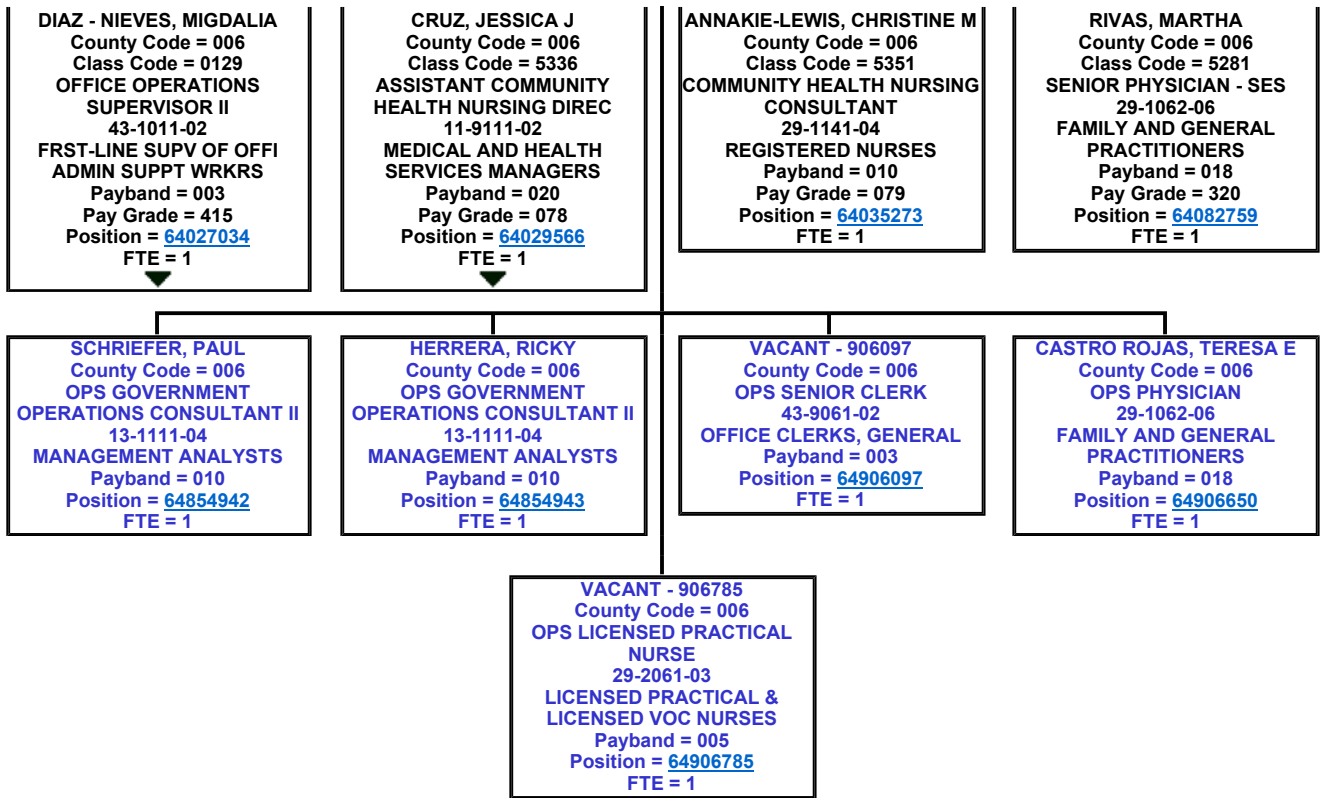 DIAZ - NIEVES, MIGDALIA
County Code = 006
Class Code = 0129
OFFICE OPERATIONS
SUPERVISOR II
43-1011-02
FRST-LINE SUPV OF OFFI
ADMIN SUPPT WRKRS
Payband = 003
Pay Grade = 415
Position = 64027034
FTE = 1
CRUZ, JESSICA J
County Code = 006
Class Code = 5336
ASSISTANT COMMUNITY
HEALTH NURSING DIREC
11-9111-02
MEDICAL AND HEALTH
SERVICES MANAGERS
Payband = 020
Pay Grade = 078
Position = 64029566
FTE = 1
ANNAKIE-LEWIS, CHRISTINE M
County Code = 006
Class Code = 5351
COMMUNITY HEALTH NURSING
CONSULTANT
29-1141-04
REGISTERED NURSES
Payband = 010
Pay Grade = 079
Position = 64035273
FTE = 1
RIVAS, MARTHA
County Code = 006
Class Code = 5281
SENIOR PHYSICIAN - SES
29-1062-06
FAMILY AND GENERAL
PRACTITIONERS
Payband = 018
Pay Grade = 320
Position = 64082759
FTE = 1
SCHRIEFER, PAUL
County Code = 006
OPS GOVERNMENT
OPERATIONS CONSULTANT II
13-1111-04
MANAGEMENT ANALYSTS
Payband = 010
Position = 64854942
FTE = 1
HERRERA, RICKY
County Code = 006
OPS GOVERNMENT
OPERATIONS CONSULTANT II
13-1111-04
MANAGEMENT ANALYSTS
Payband = 010
Position = 64854943
FTE = 1
VACANT - 906097
County Code = 006
OPS SENIOR CLERK
43-9061-02
OFFICE CLERKS, GENERAL
Payband = 003
Position = 64906097
FTE = 1
CASTRO ROJAS, TERESA E
County Code = 006
OPS PHYSICIAN
29-1062-06
FAMILY AND GENERAL
PRACTITIONERS
Payband = 018
Position = 64906650
FTE = 1
VACANT - 906785
County Code = 006
OPS LICENSED PRACTICAL
NURSE
29-2061-03
LICENSED PRACTICAL &
LICENSED VOC NURSES
Payband = 005
Position = 64906785
FTE = 1